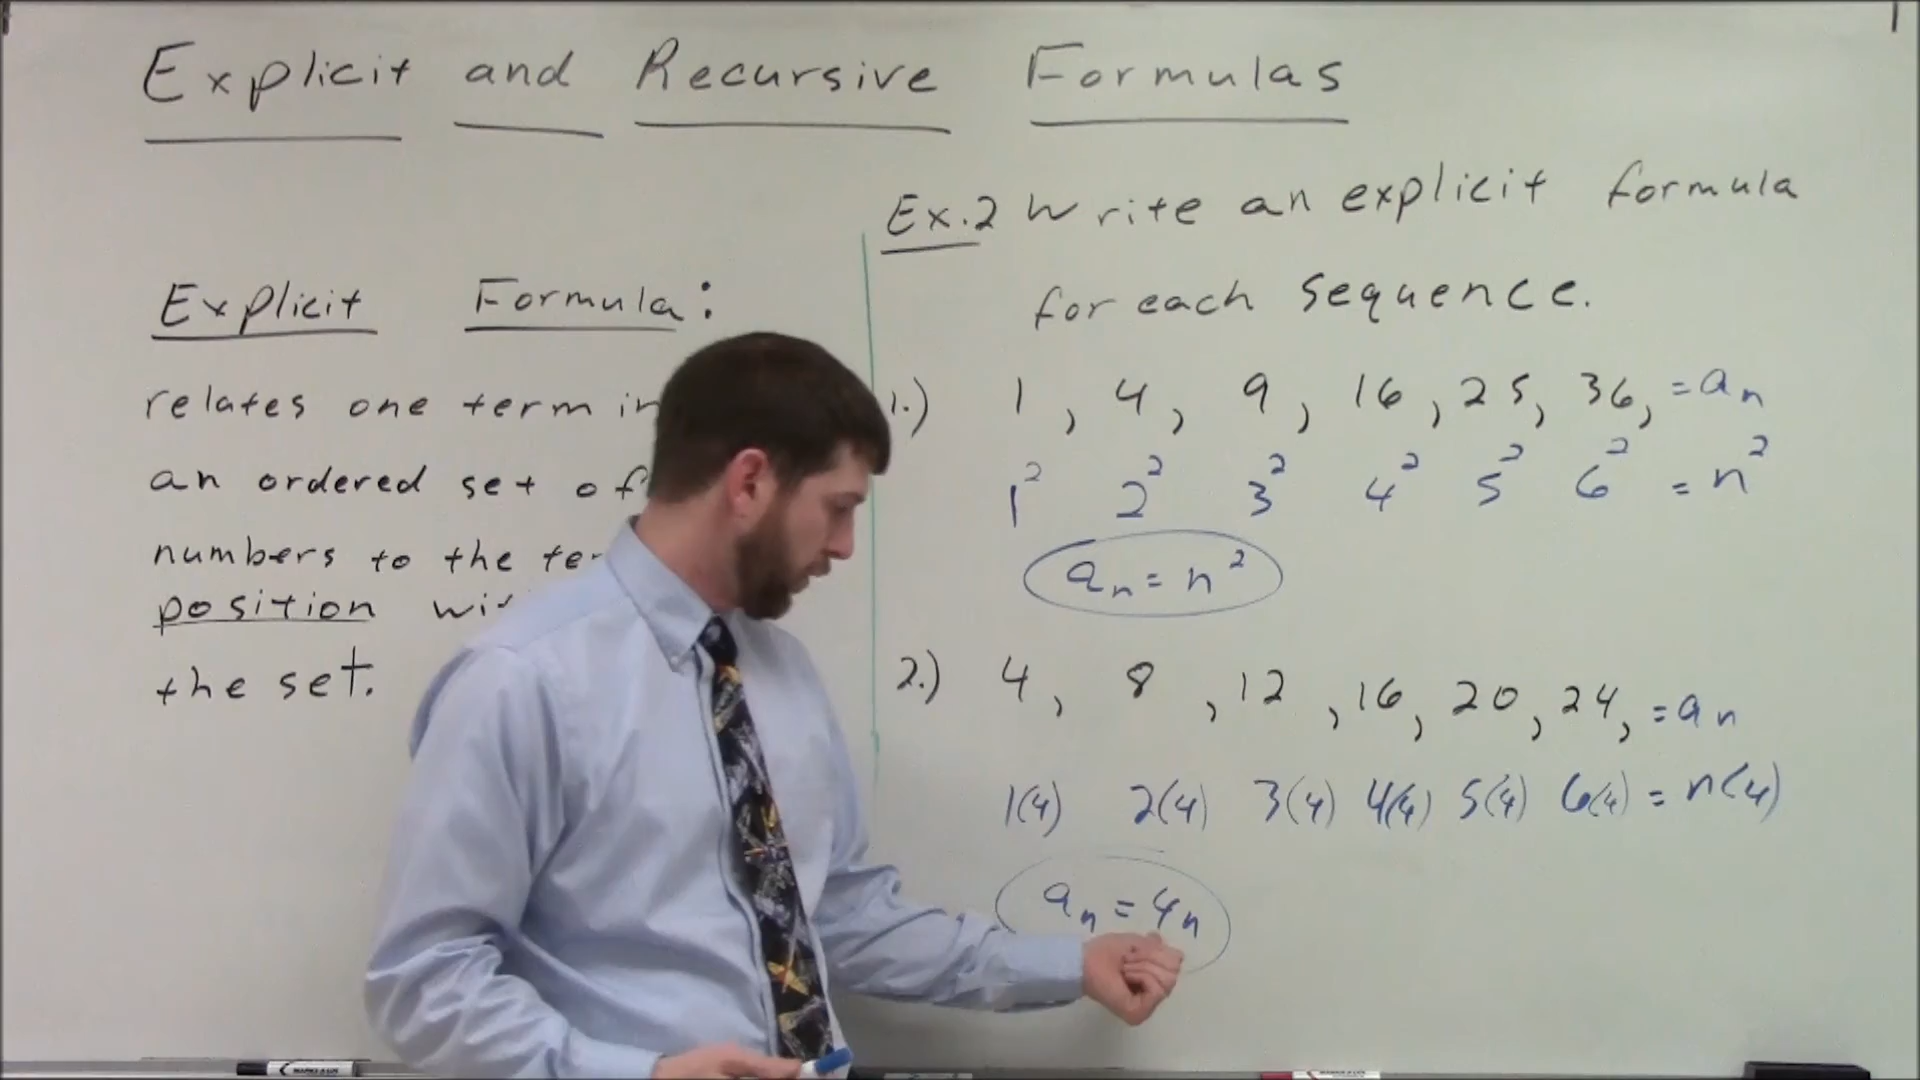 Explicit and Recursive Formulas
Explicit Formula:
relates one term in
an ordered set of
numbers to the
position
the set.
Ex.2 Write an explicit formula
for each sequence.
1.) 1, 4, 9, 16, 25, 36, = aₙ
1² 2² 3² 4² 5² 6² = n²
aₙ = n²
2.) 4, 8, 12, 16, 20, 24, = aₙ
1(4) 2(4) 3(4) 4(4) 5(4) 6(4) = n(4)
aₙ = 4n